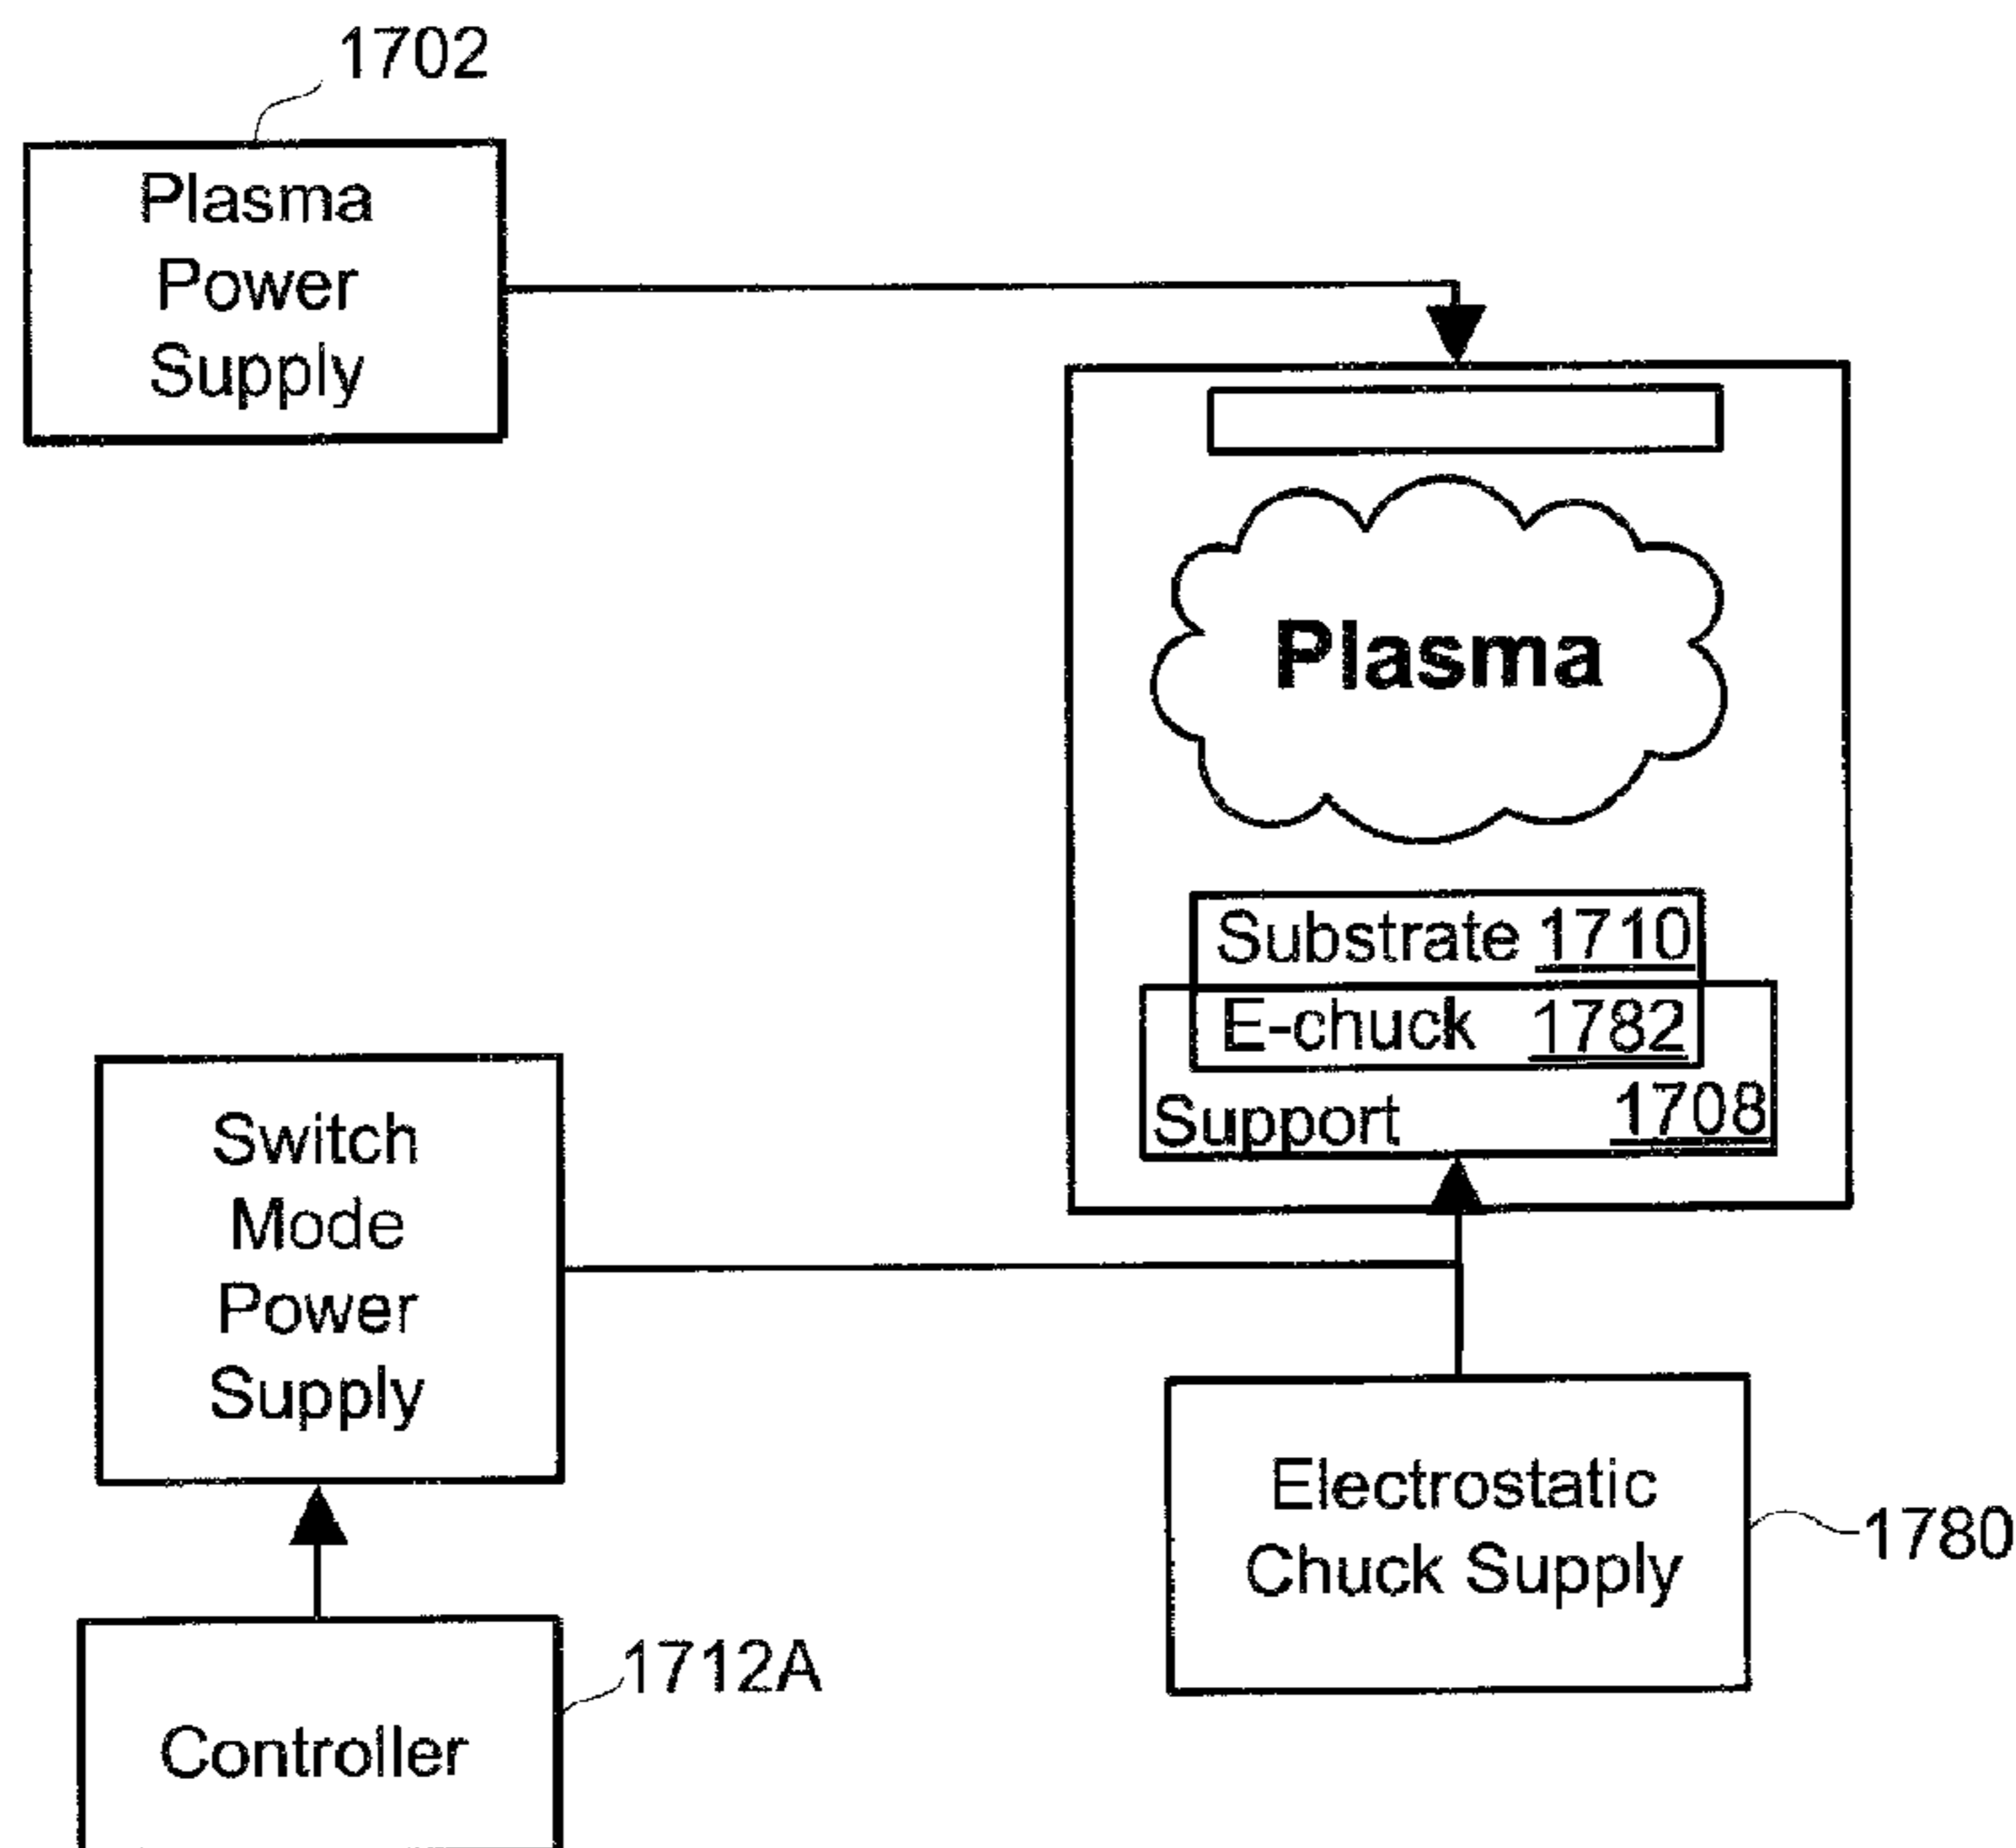 1702
Plasma
Power
Supply
Plasma
Substrate 1710
E-chuck 1782
Support 1708
Switch
Mode
Power
Supply
Electrostatic
Chuck Supply
1780
1712A
Controller